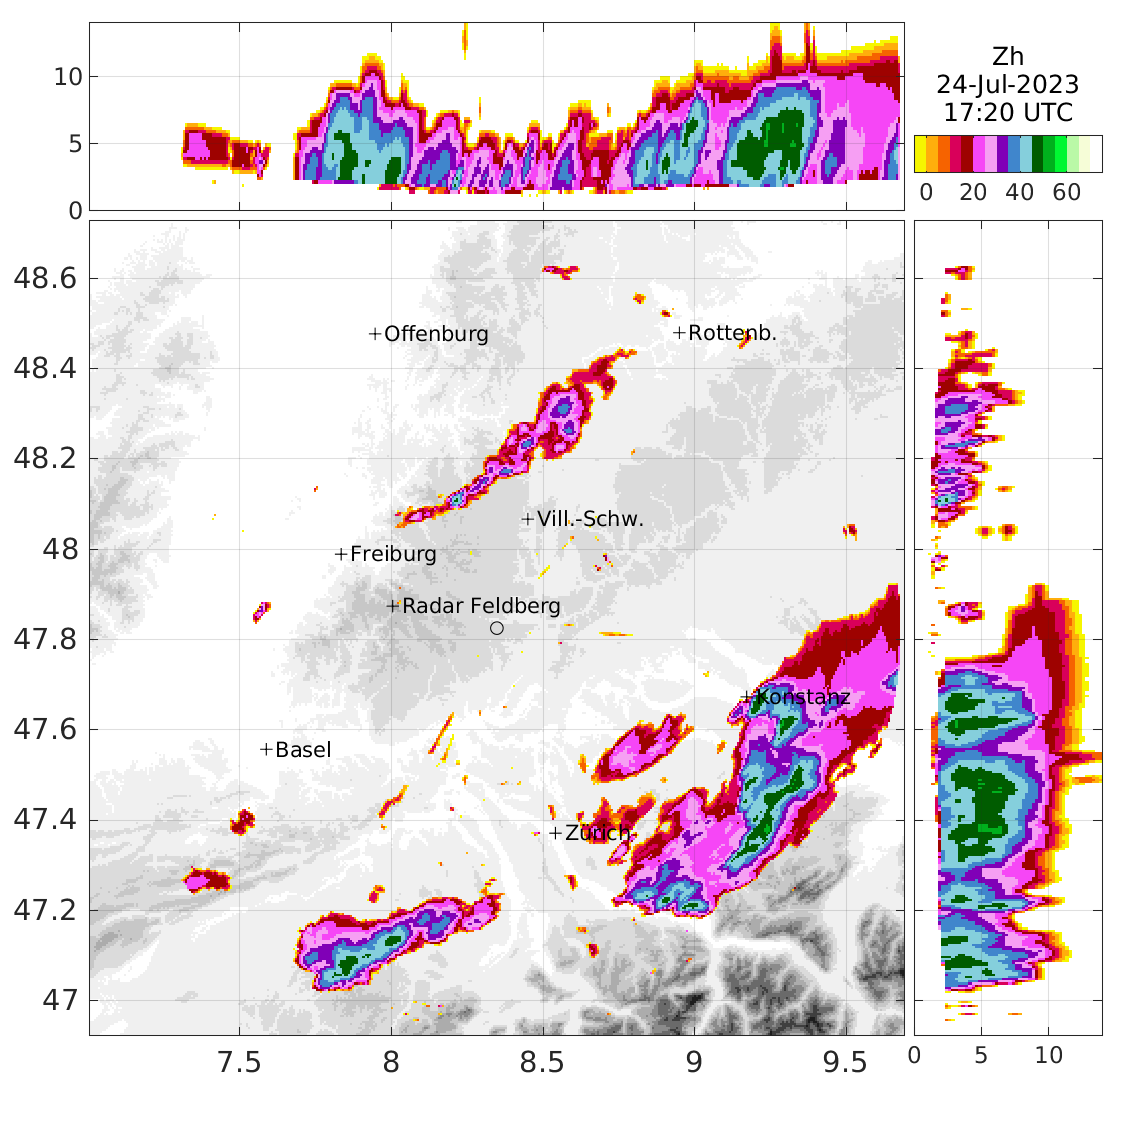 10
5
0
Zh
24-Jul-2023
17:20 UTC
0 20 40 60
48.6
48.4
48.2
48
47.8
47.6
47.4
47.2
47
+Offenburg
+Rottenb.
+Vill.-Schw.
+Freiburg
+Radar Feldberg
+Konstanz
+Basel
+Zürich
7.5 8 8.5 9 9.5
0 5 10